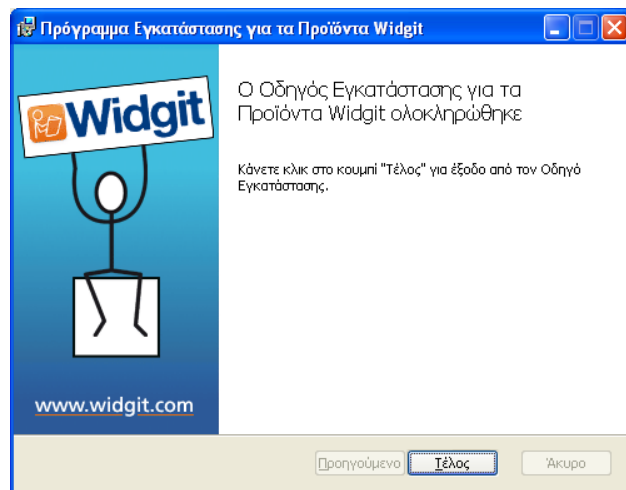 Πρόγραμμα Εγκατάστασης για τα Προϊόντα Widgit
Widgit
Ο Οδηγός Εγκατάστασης για τα
Προϊόντα Widgit ολοκληρώθηκε
Κάνετε κλικ στο κουμπί "Τέλος" για έξοδο από τον Οδηγό
Εγκατάστασης.
www.widgit.com
Προηγούμενο Τέλος Άκυρο